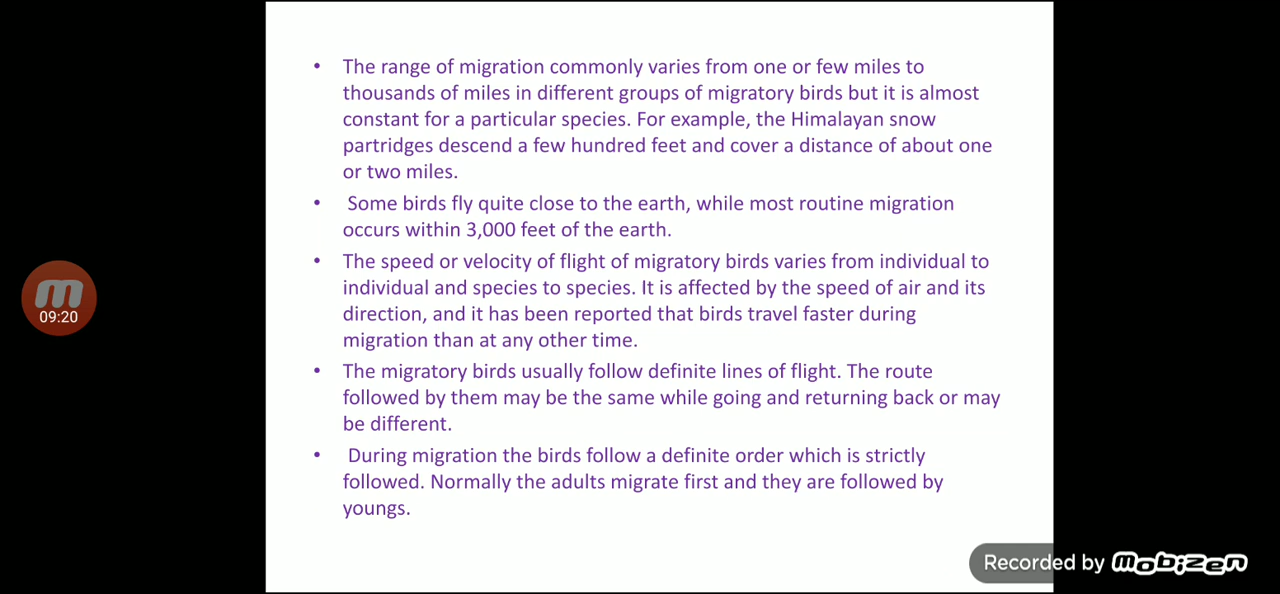 • The range of migration commonly varies from one or few miles to
thousands of miles in different groups of migratory birds but it is almost
constant for a particular species. For example, the Himalayan snow
partridges descend a few hundred feet and cover a distance of about one
or two miles.
• Some birds fly quite close to the earth, while most routine migration
occurs within 3,000 feet of the earth.
• The speed or velocity of flight of migratory birds varies from individual to
individual and species to species. It is affected by the speed of air and its
direction, and it has been reported that birds travel faster during
migration than at any other time.
• The migratory birds usually follow definite lines of flight. The route
followed by them may be the same while going and returning back or may
be different.
• During migration the birds follow a definite order which is strictly
followed. Normally the adults migrate first and they are followed by
youngs.
m
09:20
Recorded by Mobizen